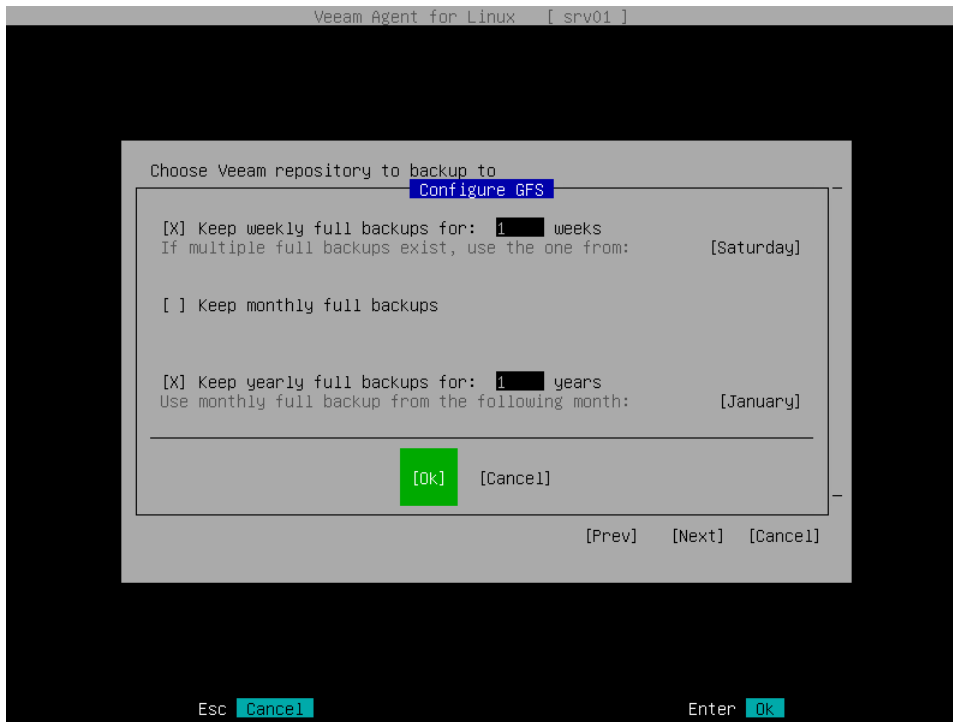 Veeam Agent for Linux [ srv01 ]
Choose Veeam repository to backup to
Configure GFS
[X] Keep weekly full backups for: 1 weeks
If multiple full backups exist, use the one from: [Saturday]
[ ] Keep monthly full backups
[X] Keep yearly full backups for: 1 years
Use monthly full backup from the following month: [January]
[Ok] [Cancel]
[Prev] [Next] [Cancel]
Esc Cancel Enter Ok